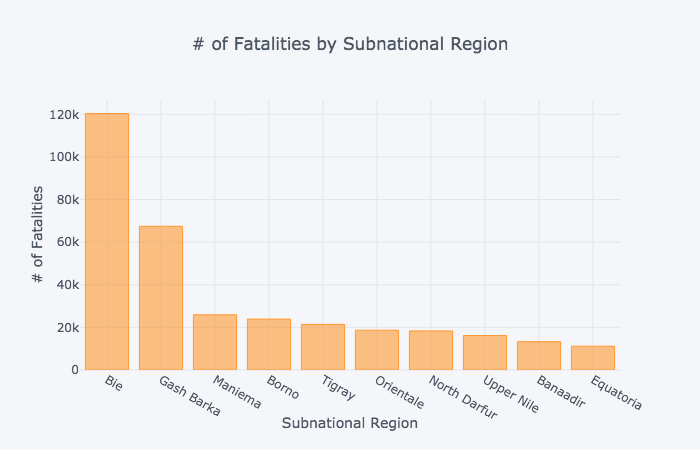 # of Fatalities by Subnational Region
# of Fatalities
120k
100k
80k
60k
40k
20k
0
Bie
Gash Barka
Maniema
Borno
Tigray
Orientale
North Darfur
Upper Nile
Banaadir
Equatoria
Subnational Region